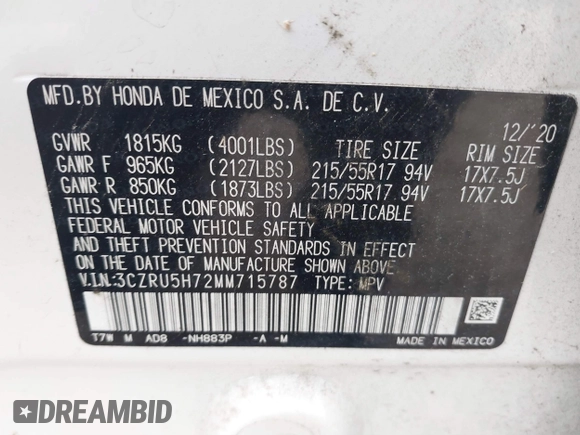 MFD.BY HONDA DE MEXICO S.A. DE C.V.
12/'20
GVWR 1815KG (4001LBS) TIRE SIZE RIM SIZE
GAWR F 965KG (2127LBS) 215/55R17 94V 17X7.5J
GAWR R 850KG (1873LBS) 215/55R17 94V 17X7.5J
THIS VEHICLE CONFORMS TO ALL APPLICABLE
FEDERAL MOTOR VEHICLE SAFETY
AND THEFT PREVENTION STANDARDS IN EFFECT
ON THE DATE OF MANUFACTURE SHOWN ABOVE.
V.I.N:3CZRU5H72MM715787 TYPE: MPV
T7W M AD8 -NH883P -A -M MADE IN MEXICO
DREAMBID